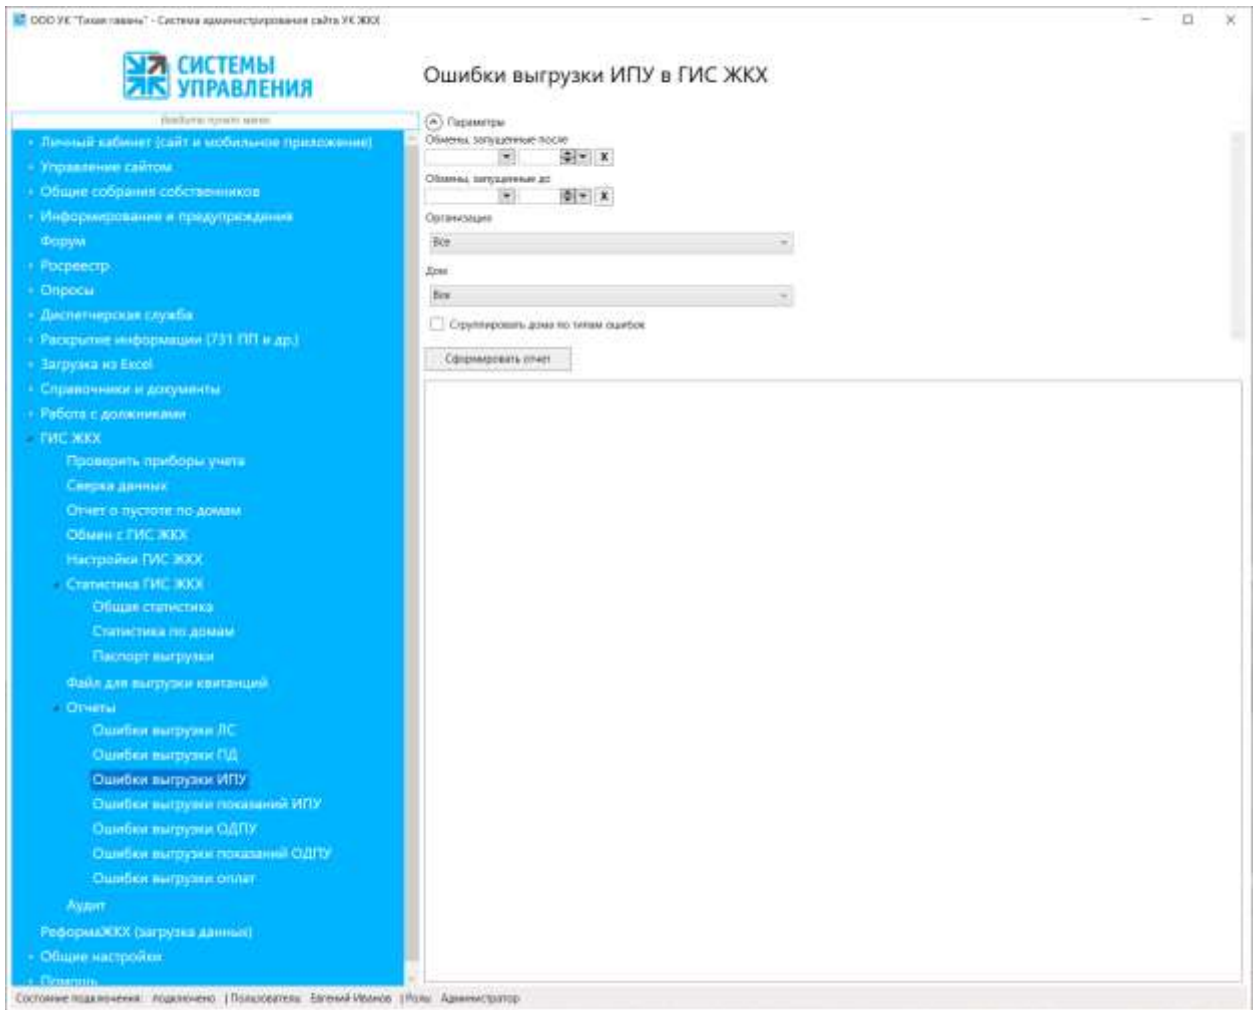 ООО УК "Тихая гавань" - Система администрирования сайта УК ЖКХ
СИСТЕМЫ
УПРАВЛЕНИЯ
Ошибки выгрузки ИПУ в ГИС ЖКХ
Введите пункт меню
Параметры
Личный кабинет (сайт и мобильное приложение)
Обмены, запущенные после
Управление сайтом
X
Общие собрания собственников
Обмены, запущенные до
X
Информирование и предупреждения
Организация
Форум
Все
Росреестр
Дом
Опросы
Все
Диспетчерская служба
Сгруппировать дома по типам ошибок
Раскрытие информации (731 ПП и др.)
Сформировать отчет
Загрузка из Excel
Справочники и документы
Работа с должниками
ГИС ЖКХ
Проверить приборы учета
Сверка данных
Отчет о пустоте по домам
Обмен с ГИС ЖКХ
Настройки ГИС ЖКХ
Статистика ГИС ЖКХ
Общая статистика
Статистика по домам
Паспорт выгрузки
Файл для выгрузки квитанций
Отчеты
Ошибки выгрузки ЛС
Ошибки выгрузки ПД
Ошибки выгрузки ИПУ
Ошибки выгрузки показаний ИПУ
Ошибки выгрузки ОДПУ
Ошибки выгрузки показаний ОДПУ
Ошибки выгрузки оплат
Аудит
РеформаЖКХ (загрузка данных)
Общие настройки
Помощь
Состояние подключения: подключено | Пользователь: Евгений Иванов | Роль: Администратор